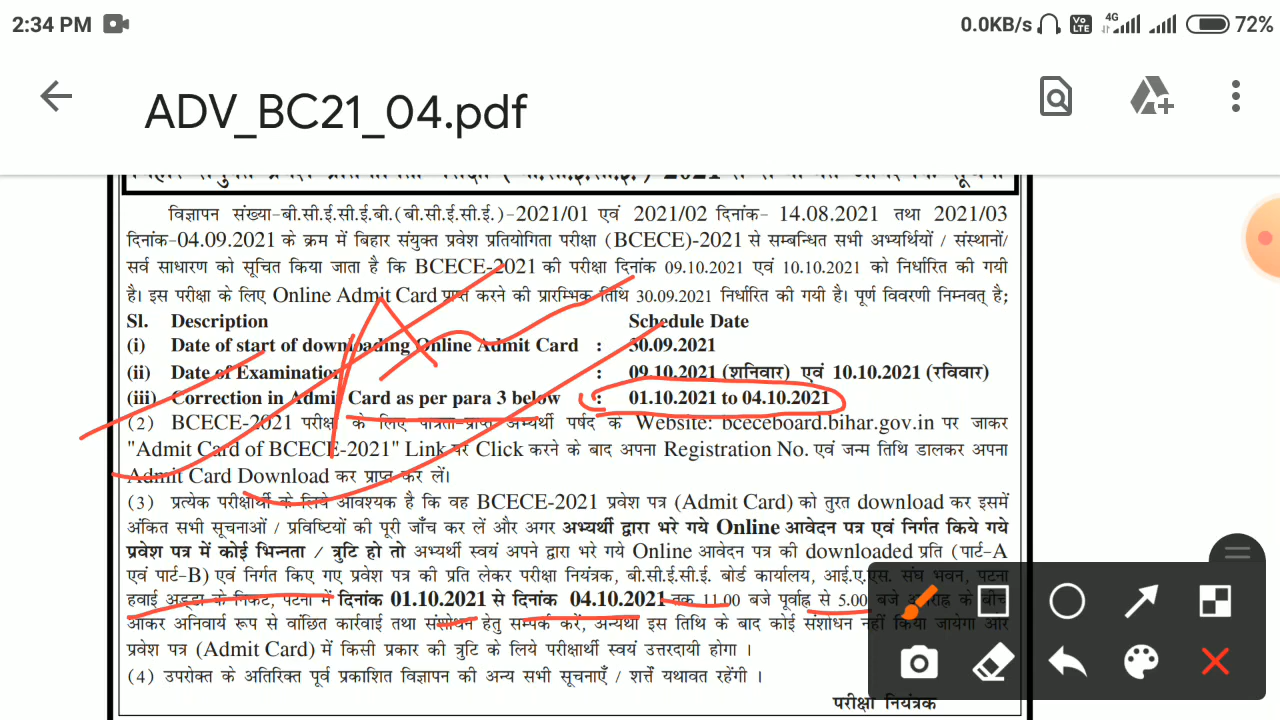 2:34 PM 0.0KB/s Vo LTE 4G 72%
ADV_BC21_04.pdf
विज्ञापन संख्या-बी.सी.ई.सी.ई.बी.(बी.सी.ई.सी.ई.)-2021/01 एवं 2021/02 दिनांक- 14.08.2021 तथा 2021/03
दिनांक-04.09.2021 के क्रम में बिहार संयुक्त प्रवेश प्रतियोगिता परीक्षा (BCECE)-2021 से सम्बन्धित सभी अभ्यर्थियों / संस्थानों/
सर्व साधारण को सूचित किया जाता है कि BCECE-2021 की परीक्षा दिनांक 09.10.2021 एवं 10.10.2021 को निर्धारित की गयी
है। इस परीक्षा के लिए Online Admit Card प्राप्त करने की प्रारम्भिक तिथि 30.09.2021 निर्धारित की गयी है। पूर्ण विवरणी निम्नवत् है;
Sl. Description Schedule Date
(i) Date of start of downloading Online Admit Card : 30.09.2021
(ii) Date of Examination : 09.10.2021 (शनिवार) एवं 10.10.2021 (रविवार)
(iii) Correction in Admit Card as per para 3 below : 01.10.2021 to 04.10.2021
(2) BCECE-2021 परीक्षा के लिए पात्रता-प्राप्त अभ्यर्थी पर्षद के Website: bceceboard.bihar.gov.in पर जाकर
"Admit Card of BCECE-2021" Link पर Click करने के बाद अपना Registration No. एवं जन्म तिथि डालकर अपना
Admit Card Download कर प्राप्त कर लें।
(3) प्रत्येक परीक्षार्थी के लिये आवश्यक है कि वह BCECE-2021 प्रवेश पत्र (Admit Card) को तुरत download कर इसमें
अंकित सभी सूचनाओं / प्रविष्टियों की पूरी जाँच कर लें और अगर अभ्यर्थी द्वारा भरे गये Online आवेदन पत्र एवं निर्गत किये गये
प्रवेश पत्र में कोई भिन्नता / त्रुटि हो तो अभ्यर्थी स्वयं अपने द्वारा भरे गये Online आवेदन पत्र की downloaded प्रति (पार्ट-A
एवं पार्ट-B) एवं निर्गत किए गए प्रवेश पत्र की प्रति लेकर परीक्षा नियंत्रक, बी.सी.ई.सी.ई. बोर्ड कार्यालय, आई.ए.एस. संघ भवन, पटना
हवाई अड्डा के निकट, पटना में दिनांक 01.10.2021 से दिनांक 04.10.2021 तक 11.00 बजे पूर्वाह्न से 5.00 बजे के बीच
आकर अनिवार्य रूप से वांछित कार्रवाई तथा संशोधन हेतु सम्पर्क करें, अन्यथा इस तिथि के बाद कोई संशोधन नहीं किया जायेगा और
प्रवेश पत्र (Admit Card) में किसी प्रकार की त्रुटि के लिये परीक्षार्थी स्वयं उत्तरदायी होगा ।
(4) उपरोक्त के अतिरिक्त पूर्व प्रकाशित विज्ञापन की अन्य सभी सूचनाएँ / शर्तें यथावत रहेंगी ।
परीक्षा नियंत्रक